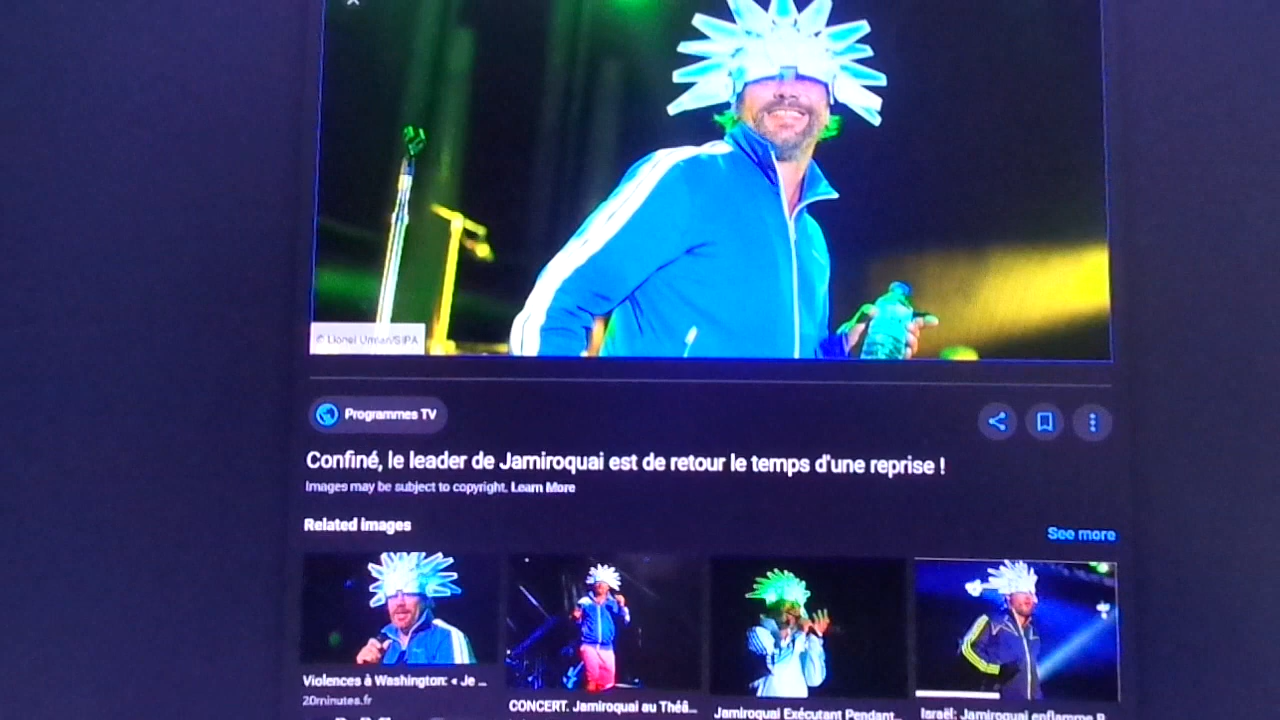 © Lionel Urman/SIPA
Programmes TV
Confiné, le leader de Jamiroquai est de retour le temps d'une reprise !
Images may be subject to copyright. Learn More
Related images
See more
Violences à Washington: « Je ...
20minutes.fr
CONCERT. Jamiroquai au Théâ...
Jamiroquai Exécutant Pendant...
Israël: Jamiroquai enflamme